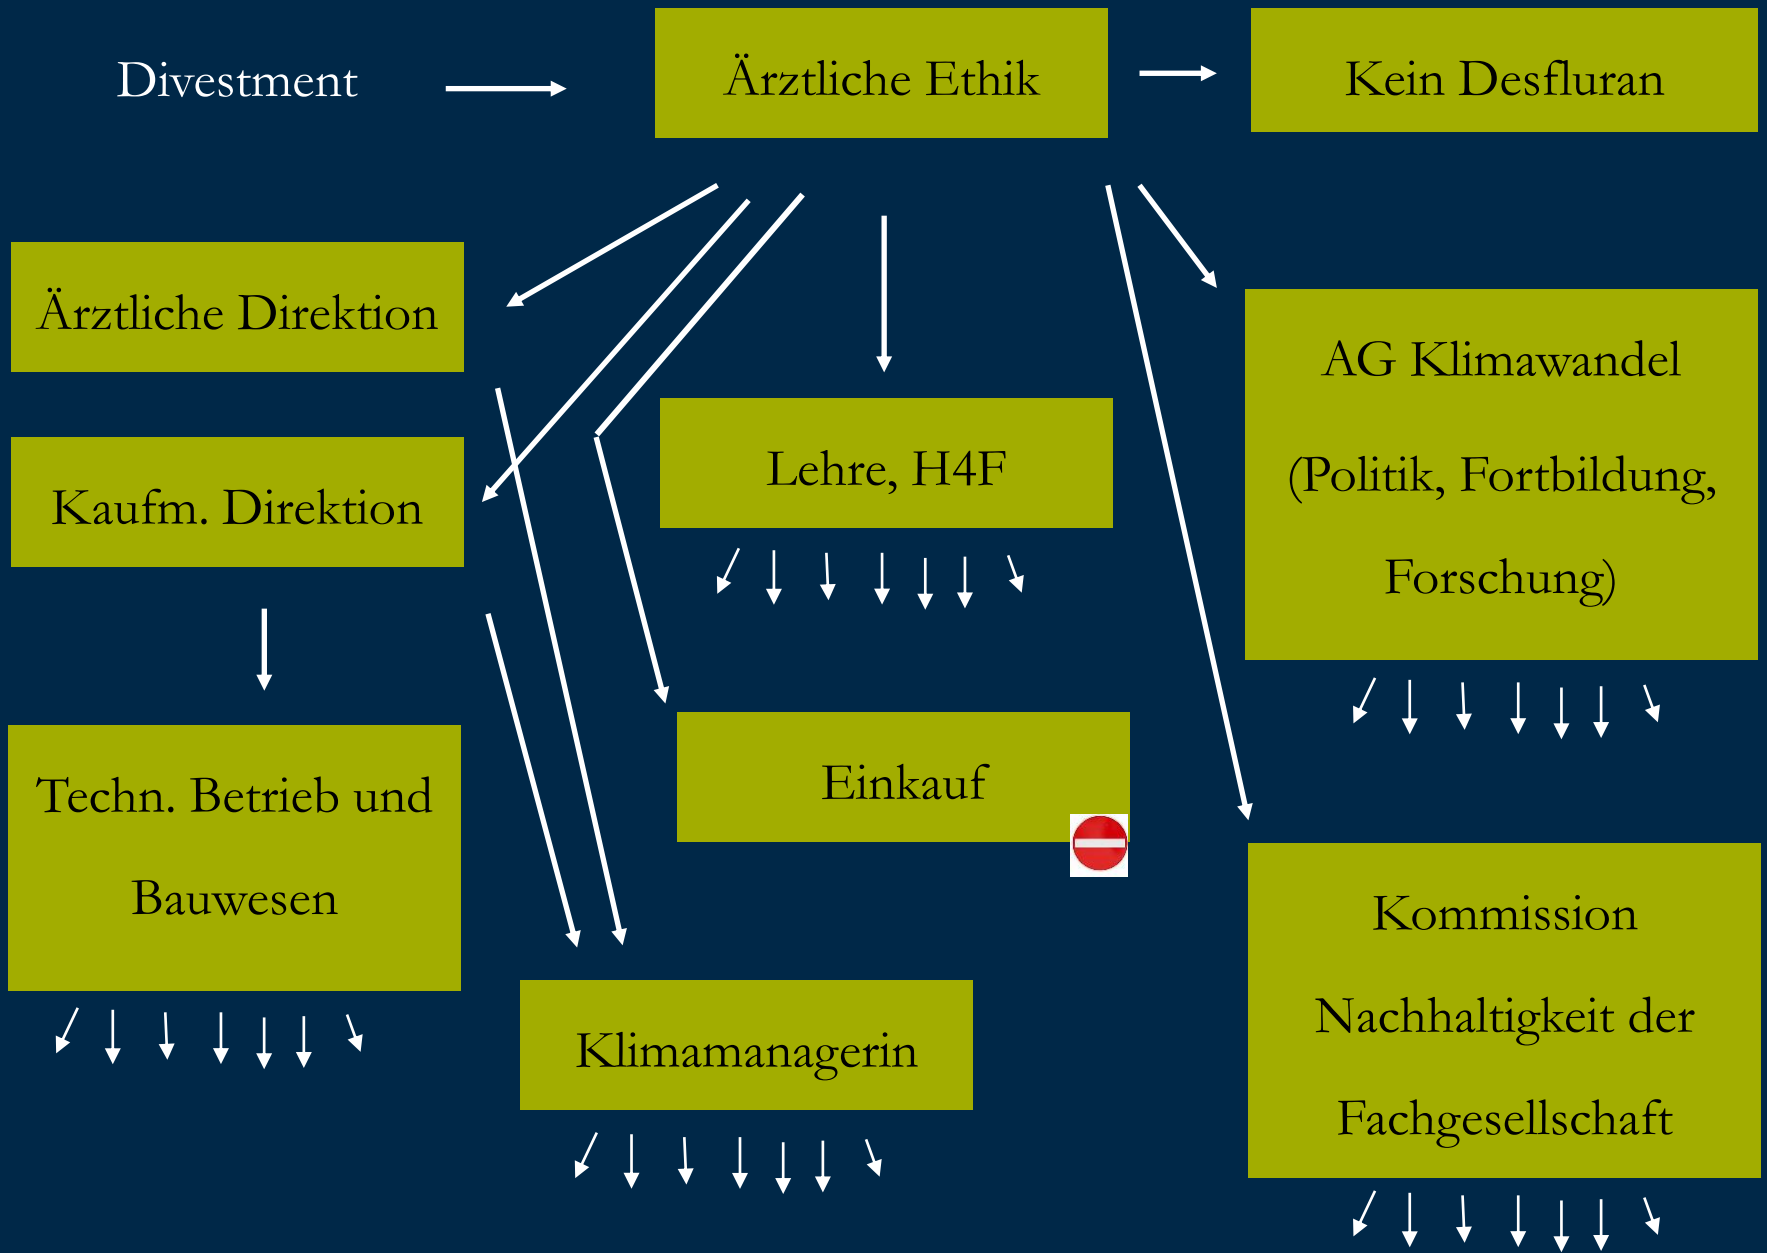 Divestment
Ärztliche Ethik
Kein Desfluran
Ärztliche Direktion
Kaufm. Direktion
Lehre, H4F
AG Klimawandel
(Politik, Fortbildung,
Forschung)
Techn. Betrieb und
Bauwesen
Einkauf
Klimamanagerin
Kommission
Nachhaltigkeit der
Fachgesellschaft